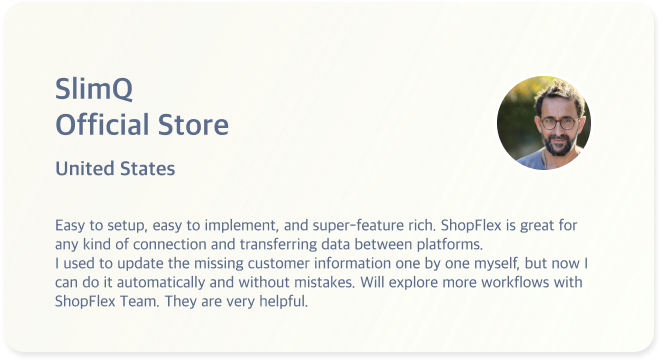 SlimQ
Official Store
United States
Easy to setup, easy to implement, and super-feature rich. ShopFlex is great for
any kind of connection and transferring data between platforms.
I used to update the missing customer information one by one myself, but now I
can do it automatically and without mistakes. Will explore more workflows with
ShopFlex Team. They are very helpful.